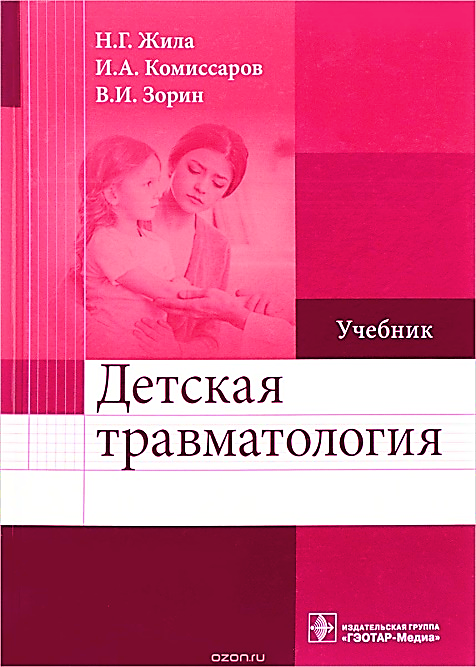 Н.Г. Жила
И.А. Комиссаров
В.И. Зорин
Учебник
Детская
травматология
ИЗДАТЕЛЬСКАЯ ГРУППА
«ГЭОТАР-Медиа»
ozon.ru